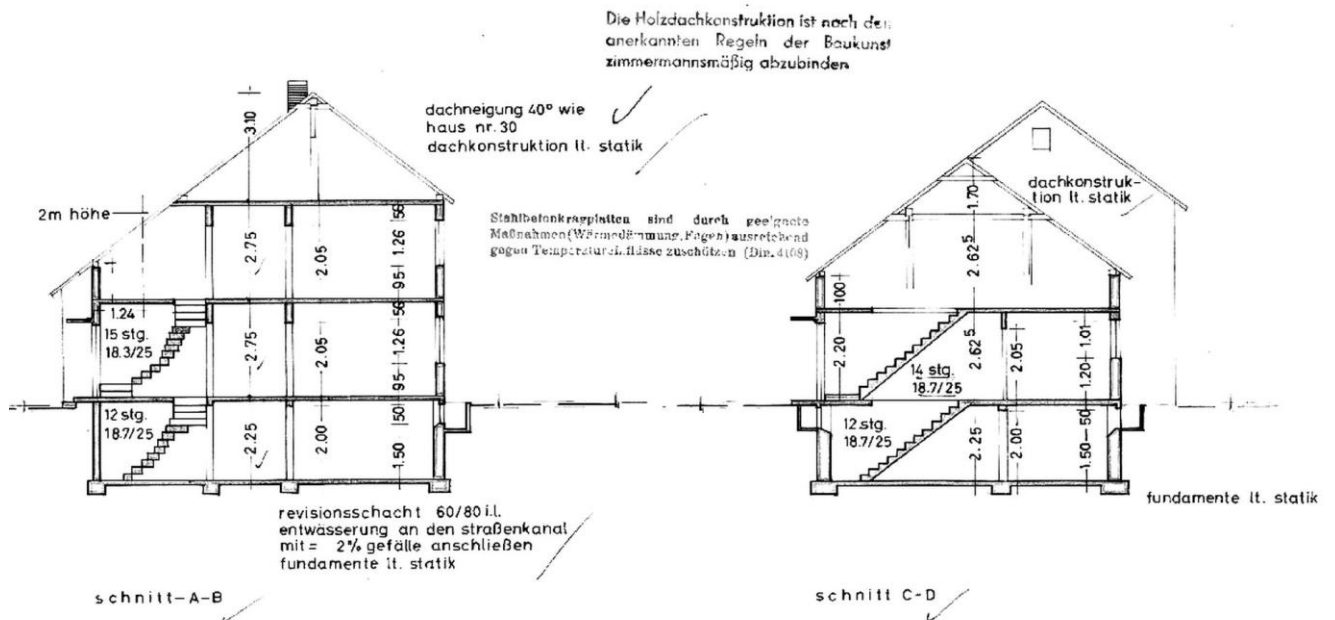 Die Holzdachkonstruktion ist nach den
anerkannten Regeln der Baukunst
zimmermannsmäßig abzubinden
dachneigung 40° wie
haus nr. 30
dachkonstruktion lt. statik
Stahlbetonkragplatten sind durch geeignete
Maßnahmen (Wärmedämmung, Fugen) ausreichend
gegen Temperatureinflüsse zuschützen (Din. 4108)
3.10
2m höhe
2.75
2.05
56
1.26
95
1.24
15 stg.
18.3/25
2.75
2.05
56
1.26
95
12 stg.
18.7/25
2.25
2.00
50
1.50
revisionsschacht 60/80 i.l.
entwässerung an den straßenkanal
mit = 2% gefälle anschließen
fundamente lt. statik
schnitt-A-B
dachkonstruk-
tion lt. statik
1.70
2.625
100
2.20
2.625
2.05
1.01
1.20
14 stg.
18.7/25
12 stg.
18.7/25
2.25
2.00
1.50-50
fundamente lt. statik
schnitt C-D